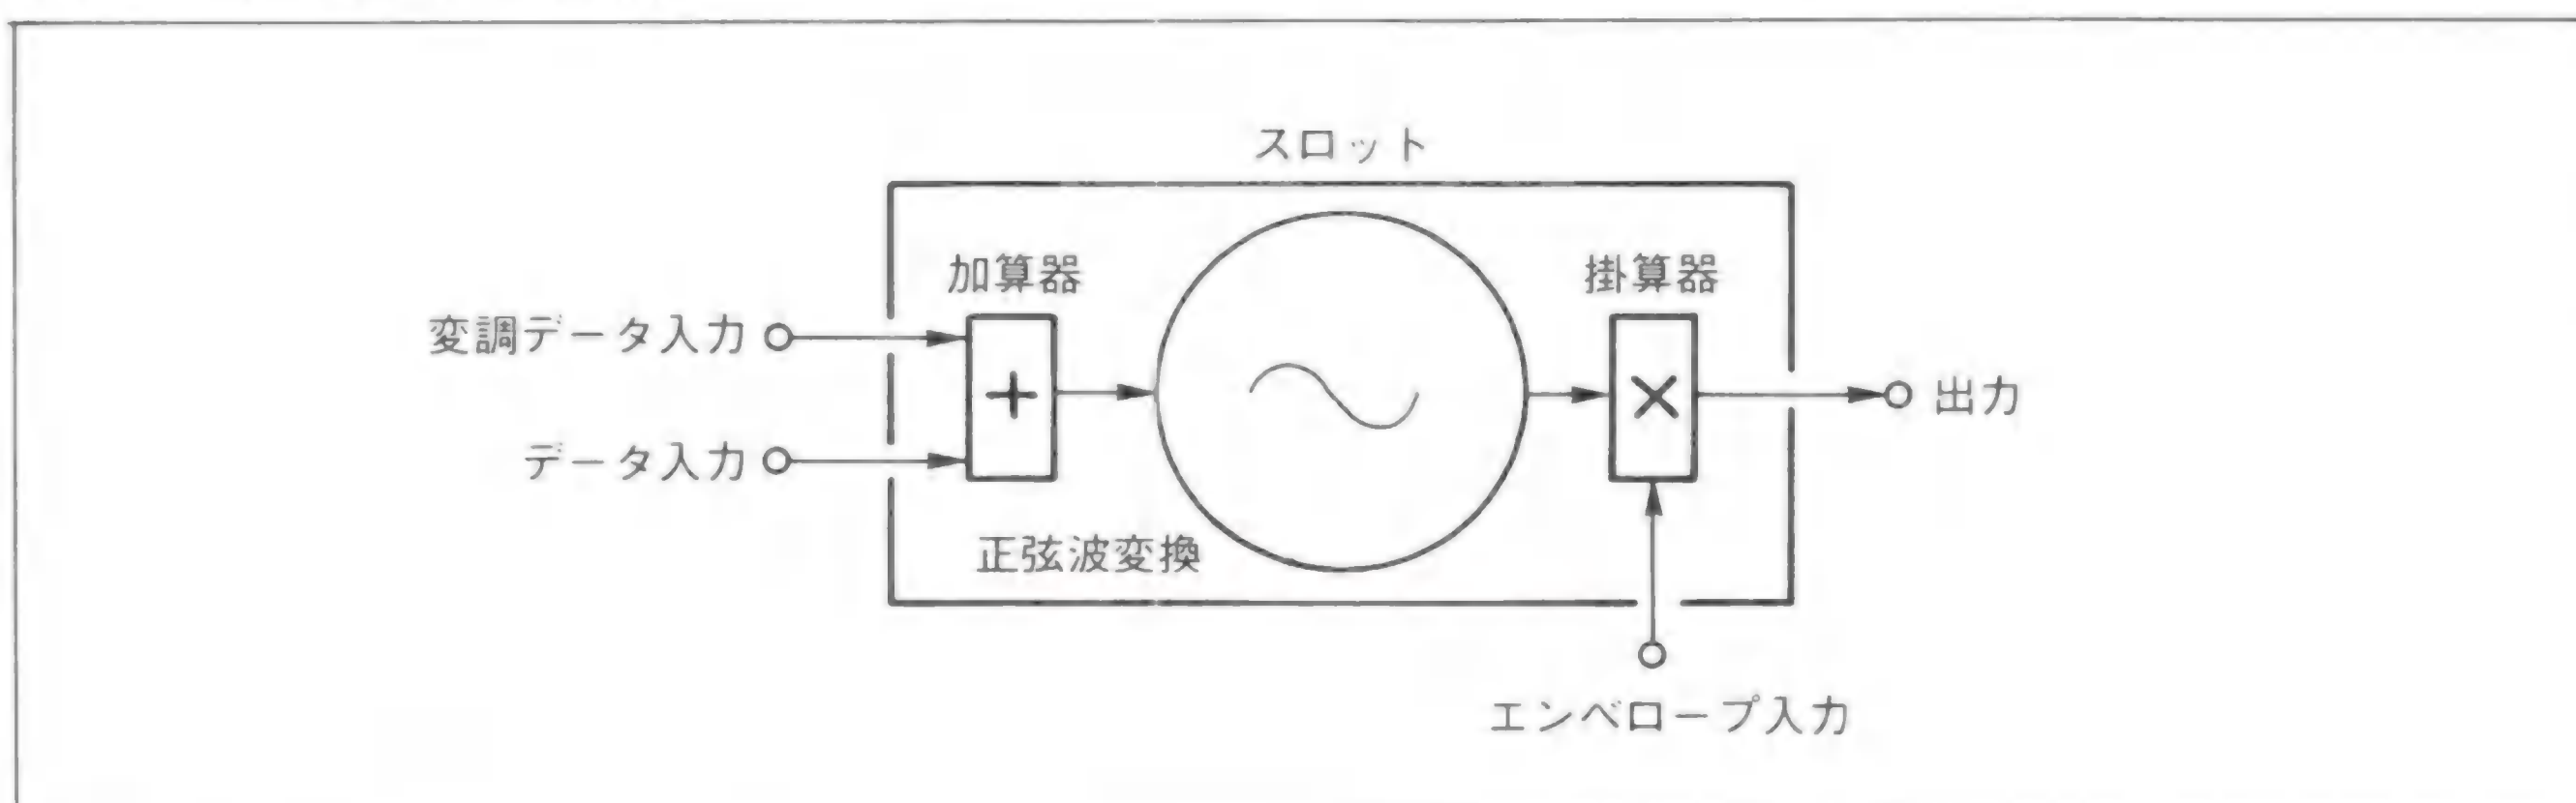 スロット
加算器
掛算器
変調データ入力
+
×
出力
データ入力
正弦波変換
エンベロープ入力